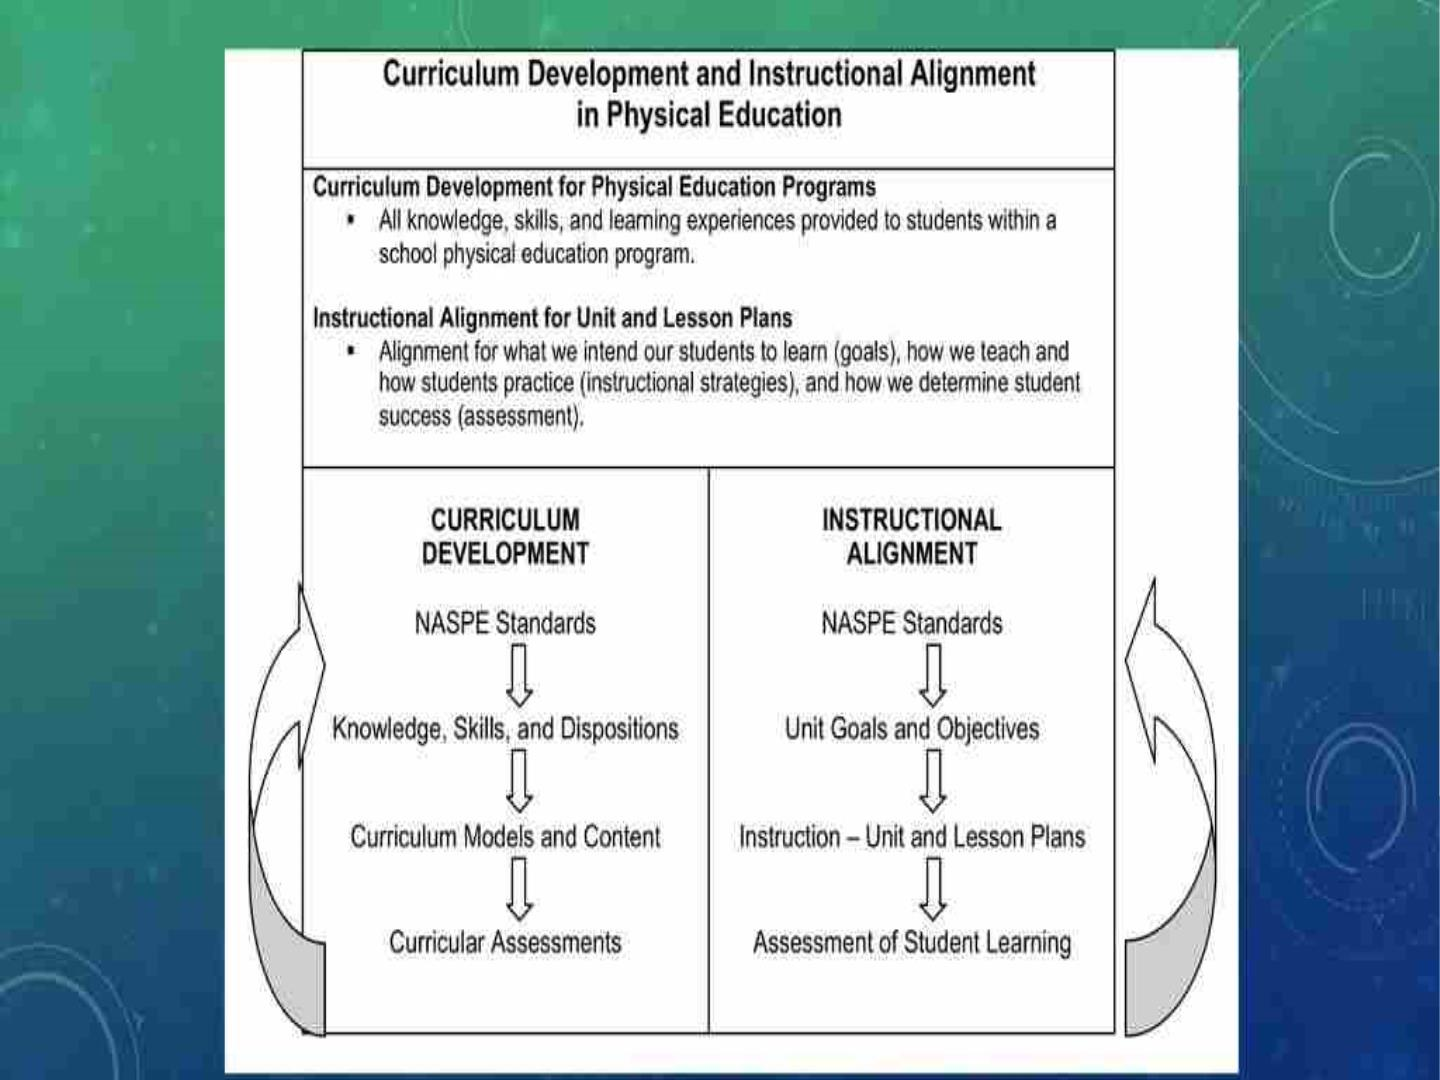 Curriculum Development and Instructional Alignment
in Physical Education
Curriculum Development for Physical Education Programs
▪ All knowledge, skills, and learning experiences provided to students within a
school physical education program.
Instructional Alignment for Unit and Lesson Plans
▪ Alignment for what we intend our students to learn (goals), how we teach and
how students practice (instructional strategies), and how we determine student
success (assessment).
CURRICULUM
DEVELOPMENT
NASPE Standards
Knowledge, Skills, and Dispositions
Curriculum Models and Content
Curricular Assessments
INSTRUCTIONAL
ALIGNMENT
NASPE Standards
Unit Goals and Objectives
Instruction – Unit and Lesson Plans
Assessment of Student Learning